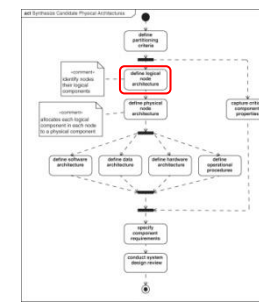 act Synthesize Candidate Physical Architectures
define
partitioning
criteria
«comment»
identify nodes
their logical
components
define logical
node
architecture
«comment»
allocates each logical
component in each node
to a physical component
define physical
node
architecture
capture criti
component
properties
define software
architecture
define data
architecture
define hardware
architecture
define
operational
procedures
specify
component
requirements
conduct system
design review